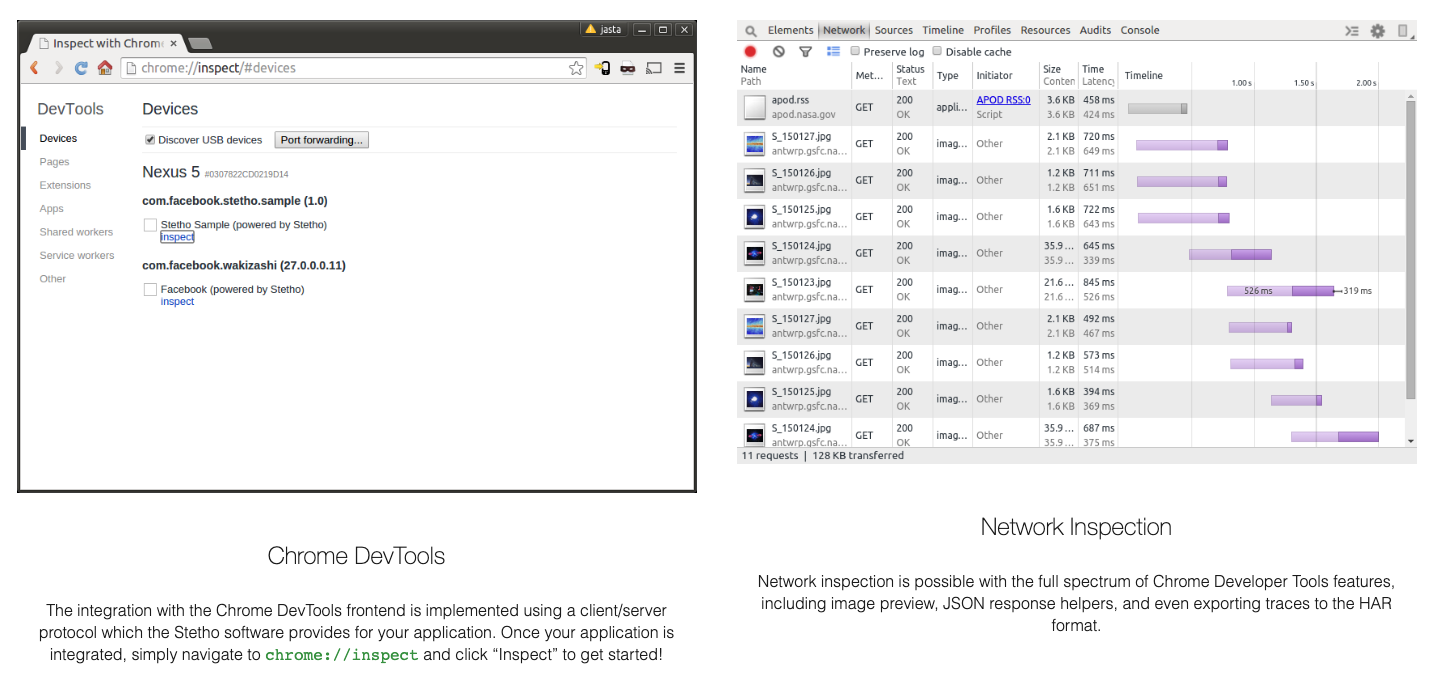 jasta
Inspect with Chrom
chrome://inspect/#devices
DevTools
Devices
Pages
Extensions
Apps
Shared workers
Service workers
Other
Devices
Discover USB devices Port forwarding...
Nexus 5 #0307822CD0219D14
com.facebook.stetho.sample (1.0)
Stetho Sample (powered by Stetho)
inspect
com.facebook.wakizashi (27.0.0.0.11)
Facebook (powered by Stetho)
inspect
Chrome DevTools
The integration with the Chrome DevTools frontend is implemented using a client/server
protocol which the Stetho software provides for your application. Once your application is
integrated, simply navigate to chrome://inspect and click “Inspect” to get started!
Elements Network Sources Timeline Profiles Resources Audits Console
Preserve log Disable cache
Name Met... Status Type Initiator Size Time Timeline
Path Text Conten Latency 1.00 s 1.50 s 2.00 s
apod.rss GET 200 appli... APOD RSS:0 3.6 KB 458 ms
apod.nasa.gov OK Script 3.6 KB 424 ms
S_150127.jpg GET 200 imag... Other 2.1 KB 720 ms
antwrp.gsfc.na... OK 2.1 KB 649 ms
S_150126.jpg GET 200 imag... Other 1.2 KB 711 ms
antwrp.gsfc.na... OK 1.2 KB 651 ms
S_150125.jpg GET 200 imag... Other 1.6 KB 722 ms
antwrp.gsfc.na... OK 1.6 KB 643 ms
S_150124.jpg GET 200 imag... Other 35.9 ... 645 ms
antwrp.gsfc.na... OK 35.9 ... 339 ms
S_150123.jpg GET 200 imag... Other 21.6 ... 845 ms 526 ms 319 ms
antwrp.gsfc.na... OK 21.6 ... 526 ms
S_150127.jpg GET 200 imag... Other 2.1 KB 492 ms
antwrp.gsfc.na... OK 2.1 KB 467 ms
S_150126.jpg GET 200 imag... Other 1.2 KB 573 ms
antwrp.gsfc.na... OK 1.2 KB 514 ms
S_150125.jpg GET 200 imag... Other 1.6 KB 394 ms
antwrp.gsfc.na... OK 1.6 KB 369 ms
S_150124.jpg GET 200 imag... Other 35.9 ... 687 ms
antwrp.gsfc.na... OK 35.9 ... 375 ms
11 requests | 128 KB transferred
Network Inspection
Network inspection is possible with the full spectrum of Chrome Developer Tools features,
including image preview, JSON response helpers, and even exporting traces to the HAR
format.